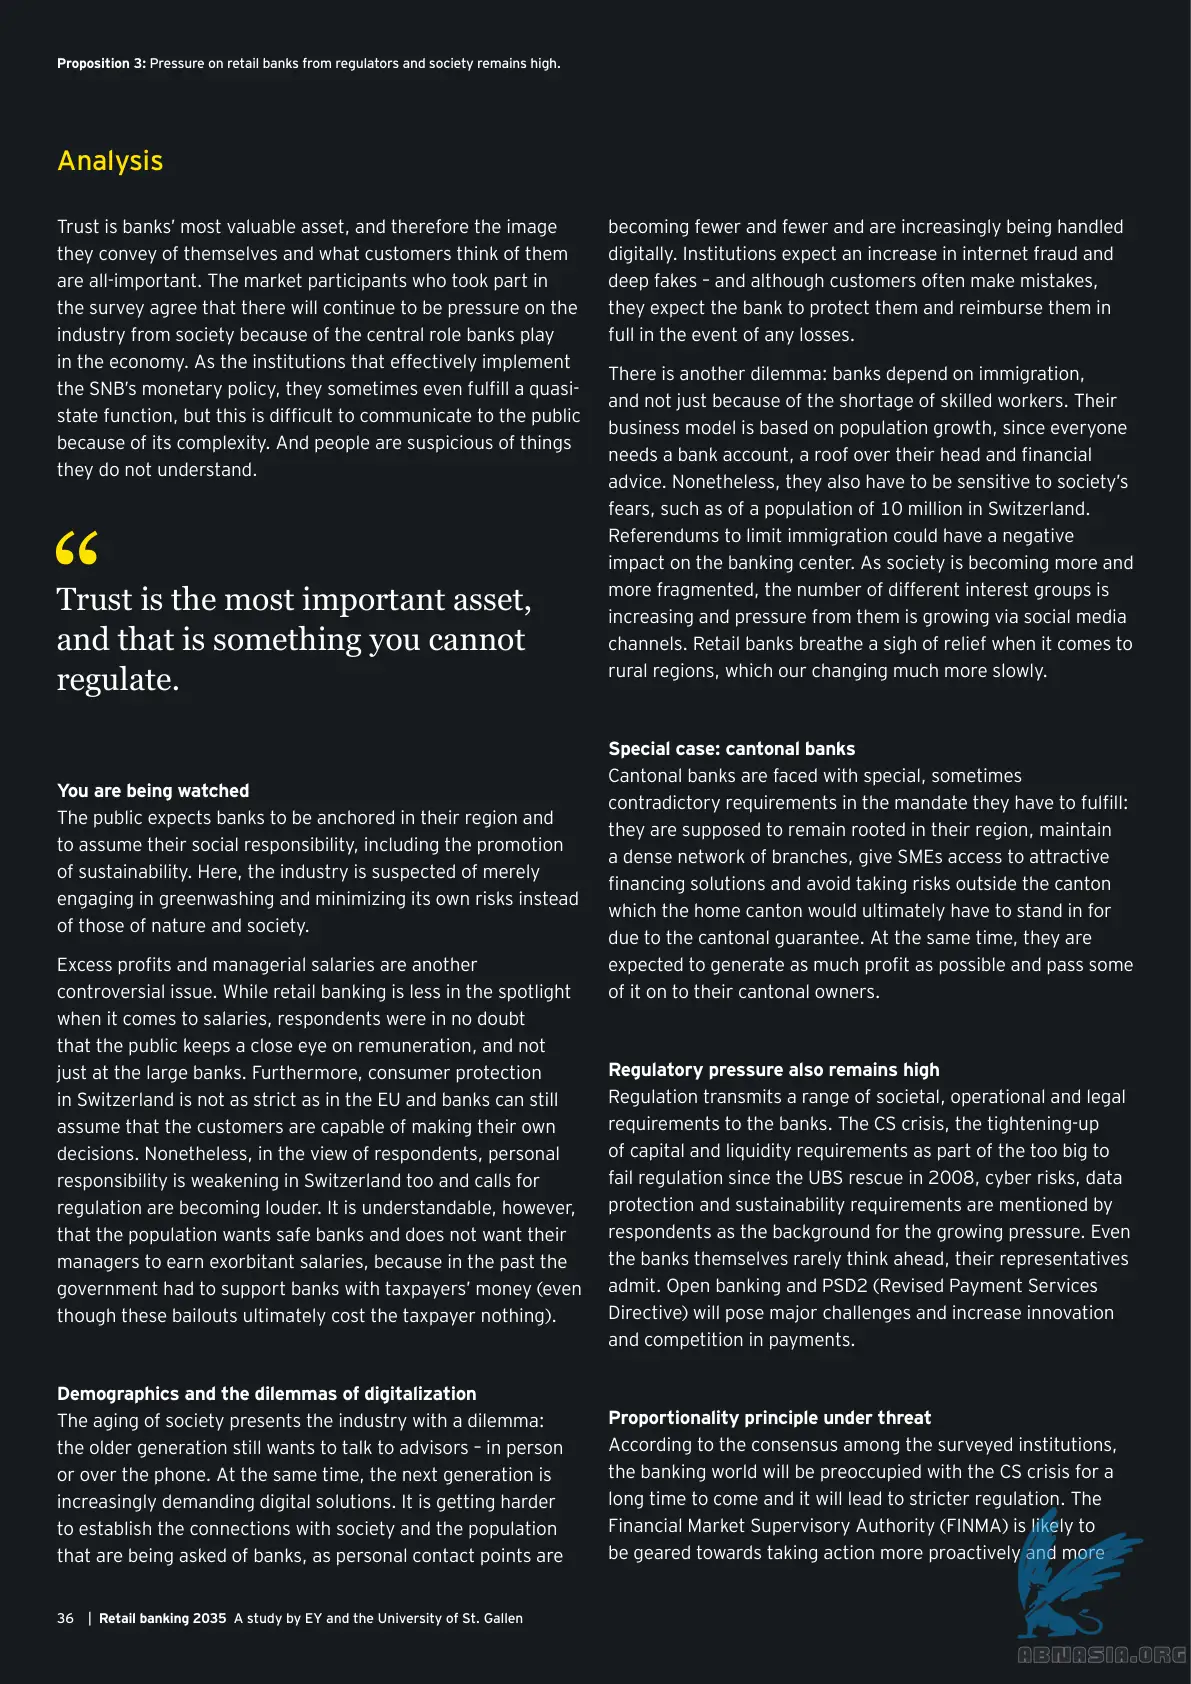 Proposition 3: Pressure on retail banks from regulators and society remains high.
Analysis
Trust is banks’ most valuable asset, and therefore the image
they convey of themselves and what customers think of them
are all-important. The market participants who took part in
the survey agree that there will continue to be pressure on the
industry from society because of the central role banks play
in the economy. As the institutions that effectively implement
the SNB’s monetary policy, they sometimes even fulfill a quasi-
state function, but this is difficult to communicate to the public
because of its complexity. And people are suspicious of things
they do not understand.
“
Trust is the most important asset,
and that is something you cannot
regulate.
You are being watched
The public expects banks to be anchored in their region and
to assume their social responsibility, including the promotion
of sustainability. Here, the industry is suspected of merely
engaging in greenwashing and minimizing its own risks instead
of those of nature and society.
Excess profits and managerial salaries are another
controversial issue. While retail banking is less in the spotlight
when it comes to salaries, respondents were in no doubt
that the public keeps a close eye on remuneration, and not
just at the large banks. Furthermore, consumer protection
in Switzerland is not as strict as in the EU and banks can still
assume that the customers are capable of making their own
decisions. Nonetheless, in the view of respondents, personal
responsibility is weakening in Switzerland too and calls for
regulation are becoming louder. It is understandable, however,
that the population wants safe banks and does not want their
managers to earn exorbitant salaries, because in the past the
government had to support banks with taxpayers’ money (even
though these bailouts ultimately cost the taxpayer nothing).
Demographics and the dilemmas of digitalization
The aging of society presents the industry with a dilemma:
the older generation still wants to talk to advisors – in person
or over the phone. At the same time, the next generation is
increasingly demanding digital solutions. It is getting harder
to establish the connections with society and the population
that are being asked of banks, as personal contact points are
becoming fewer and fewer and are increasingly being handled
digitally. Institutions expect an increase in internet fraud and
deep fakes – and although customers often make mistakes,
they expect the bank to protect them and reimburse them in
full in the event of any losses.
There is another dilemma: banks depend on immigration,
and not just because of the shortage of skilled workers. Their
business model is based on population growth, since everyone
needs a bank account, a roof over their head and financial
advice. Nonetheless, they also have to be sensitive to society’s
fears, such as of a population of 10 million in Switzerland.
Referendums to limit immigration could have a negative
impact on the banking center. As society is becoming more and
more fragmented, the number of different interest groups is
increasing and pressure from them is growing via social media
channels. Retail banks breathe a sigh of relief when it comes to
rural regions, which our changing much more slowly.
Special case: cantonal banks
Cantonal banks are faced with special, sometimes
contradictory requirements in the mandate they have to fulfill:
they are supposed to remain rooted in their region, maintain
a dense network of branches, give SMEs access to attractive
financing solutions and avoid taking risks outside the canton
which the home canton would ultimately have to stand in for
due to the cantonal guarantee. At the same time, they are
expected to generate as much profit as possible and pass some
of it on to their cantonal owners.
Regulatory pressure also remains high
Regulation transmits a range of societal, operational and legal
requirements to the banks. The CS crisis, the tightening-up
of capital and liquidity requirements as part of the too big to
fail regulation since the UBS rescue in 2008, cyber risks, data
protection and sustainability requirements are mentioned by
respondents as the background for the growing pressure. Even
the banks themselves rarely think ahead, their representatives
admit. Open banking and PSD2 (Revised Payment Services
Directive) will pose major challenges and increase innovation
and competition in payments.
Proportionality principle under threat
According to the consensus among the surveyed institutions,
the banking world will be preoccupied with the CS crisis for a
long time to come and it will lead to stricter regulation. The
Financial Market Supervisory Authority (FINMA) is likely to
be geared towards taking action more proactively and more
36 | Retail banking 2035 A study by EY and the University of St. Gallen
ABNASIA.ORG